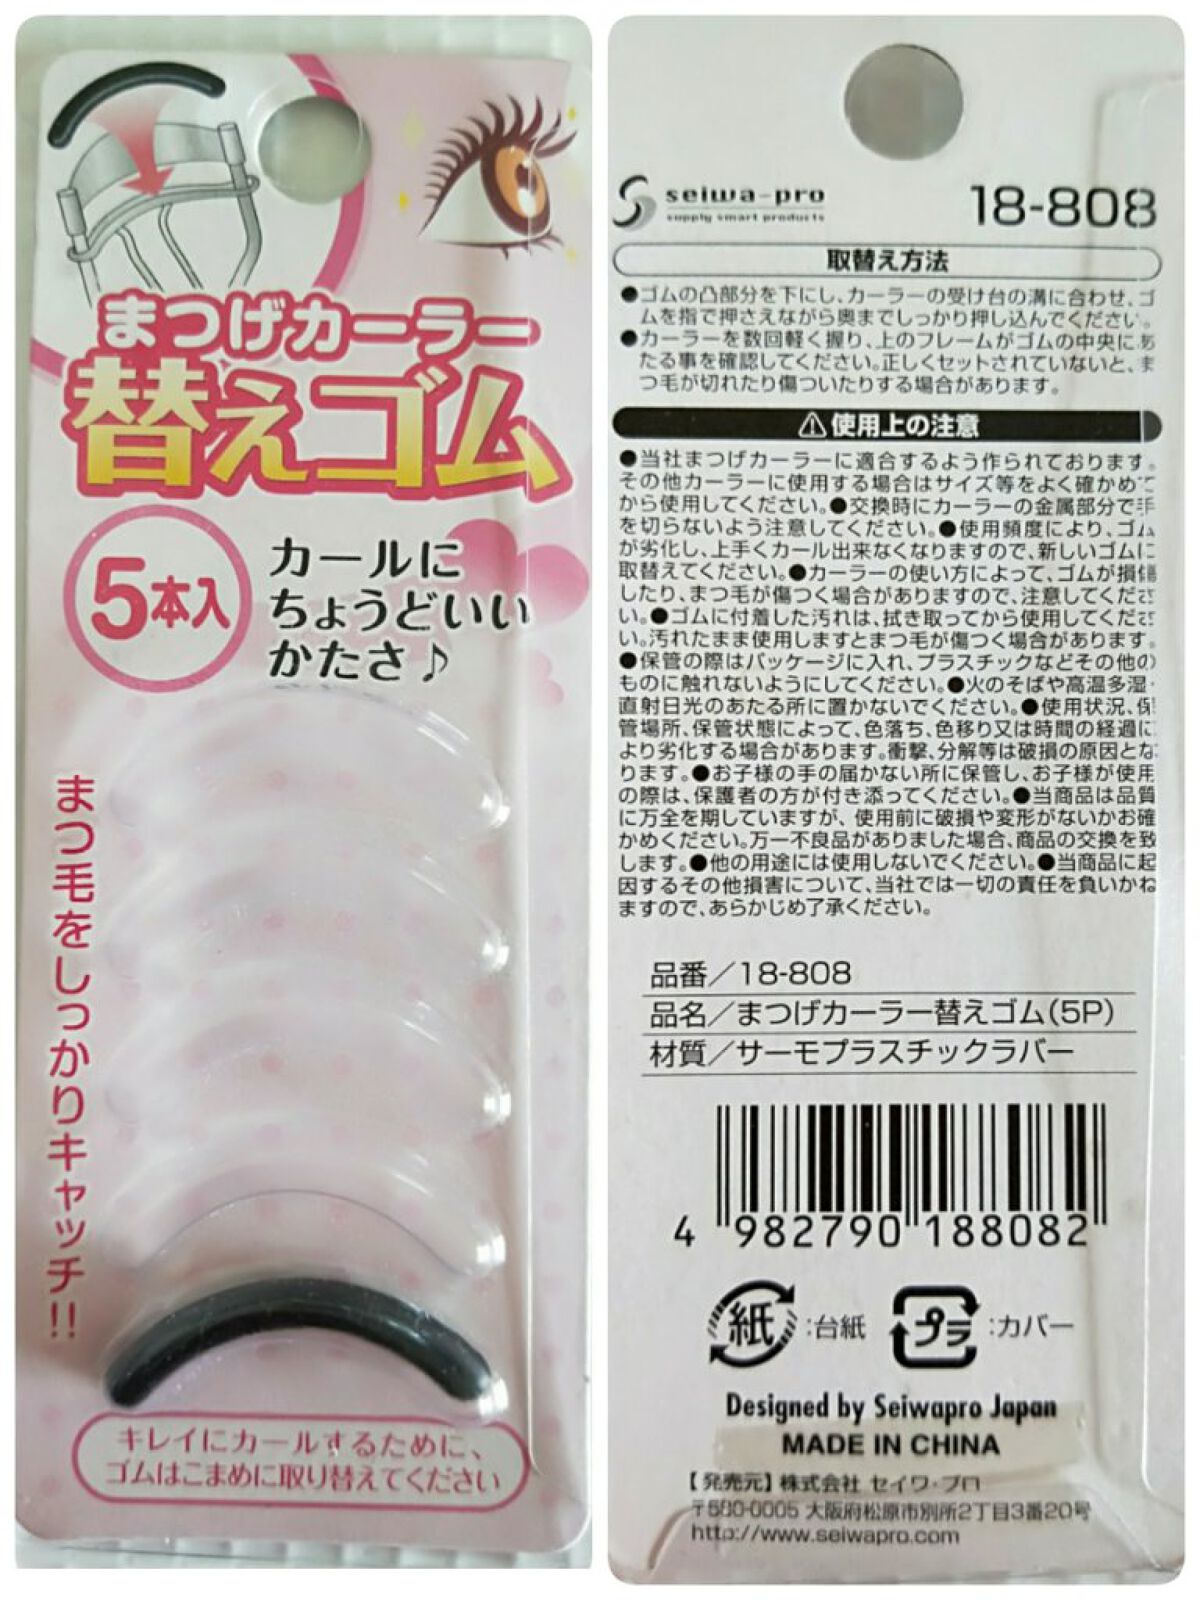 まつげカーラー
替えゴム
5本入
カールに
ちょうどいい
かたさ♪
まつ毛をしっかりキャッチ!!
キレイにカールするために、
ゴムはこまめに取り替えてください
seiwa-pro
supply smart products
18-808
取替え方法
●ゴムの凸部分を下にし、カーラーの受け台の溝に合わせ、ゴ
ムを指で押さえながら奥までしっかり押し込んでください。
●カーラーを数回軽く握り、上のフレームがゴムの中央にあ
たる事を確認してください。正しくセットされていないと、ま
つ毛が切れたり傷ついたりする場合があります。
⚠使用上の注意
●当社まつげカーラーに適合するよう作られております。
その他カーラーに使用する場合はサイズ等をよく確かめて
から使用してください。●交換時にカーラーの金属部分で手
を切らないよう注意してください。●使用頻度により、ゴム
が劣化し、上手くカール出来なくなりますので、新しいゴムに
取替えてください。●カーラーの使い方によって、ゴムが損傷
したり、まつ毛が傷つく場合がありますので、注意してくださ
い。●ゴムに付着した汚れは、拭き取ってから使用してくださ
い。汚れたまま使用しますとまつ毛が傷つく場合があります。
●保管の際はパッケージに入れ、プラスチックなどその他の
ものに触れないようにしてください。●火のそばや高温多湿・
直射日光のあたる所に置かないでください。●使用状況、保
管場所、保管状態によって、色落ち、色移り又は時間の経過に
より劣化する場合があります。衝撃、分解等は破損の原因とな
ります。●お子様の手の届かない所に保管し、お子様が使用
の際は、保護者の方が付き添ってください。●当商品は品質
に万全を期していますが、使用前に破損や変形がないかお確
かめください。万一不良品がありました場合、商品の交換を致
します。●他の用途には使用しないでください。●当商品に起
因するその他損害について、当社では一切の責任を負いかね
ますので、あらかじめ了承ください。
品番／18-808
品名／まつげカーラー替えゴム(5P)
材質／サーモプラスチックラバー
4 982790 188082
紙:台紙 プラ:カバー
Designed by Seiwapro Japan
MADE IN CHINA
【発売元】株式会社 セイワ・プロ
〒580-0005 大阪府松原市別所2丁目3番20号
http://www.seiwapro.com